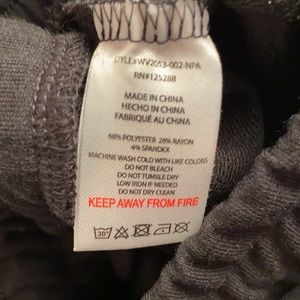 STYLE#WV2053-002-NPA
RN#125288
MADE IN CHINA
HECHO EN CHINA
FABRIQUÉ AU CHINA
68% POLYESTER 28% RAYON
4% SPANDEX
MACHINE WASH COLD WITH LIKE COLORS
DO NOT BLEACH
DO NOT TUMBLE DRY
LOW IRON IF NEEDED
DO NOT DRY CLEAN
KEEP AWAY FROM FIRE
30°